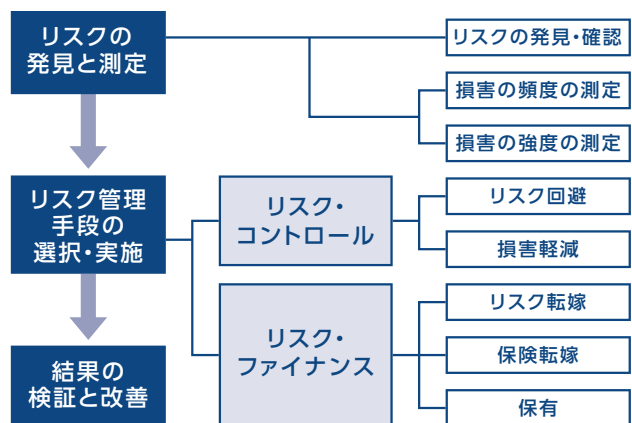 リスクの
発見と測定
リスクの発見・確認
損害の頻度の測定
損害の強度の測定
リスク管理
手段の
選択・実施
リスク・
コントロール
リスク回避
損害軽減
リスク・
ファイナンス
リスク転嫁
保険転嫁
保有
結果の
検証と改善